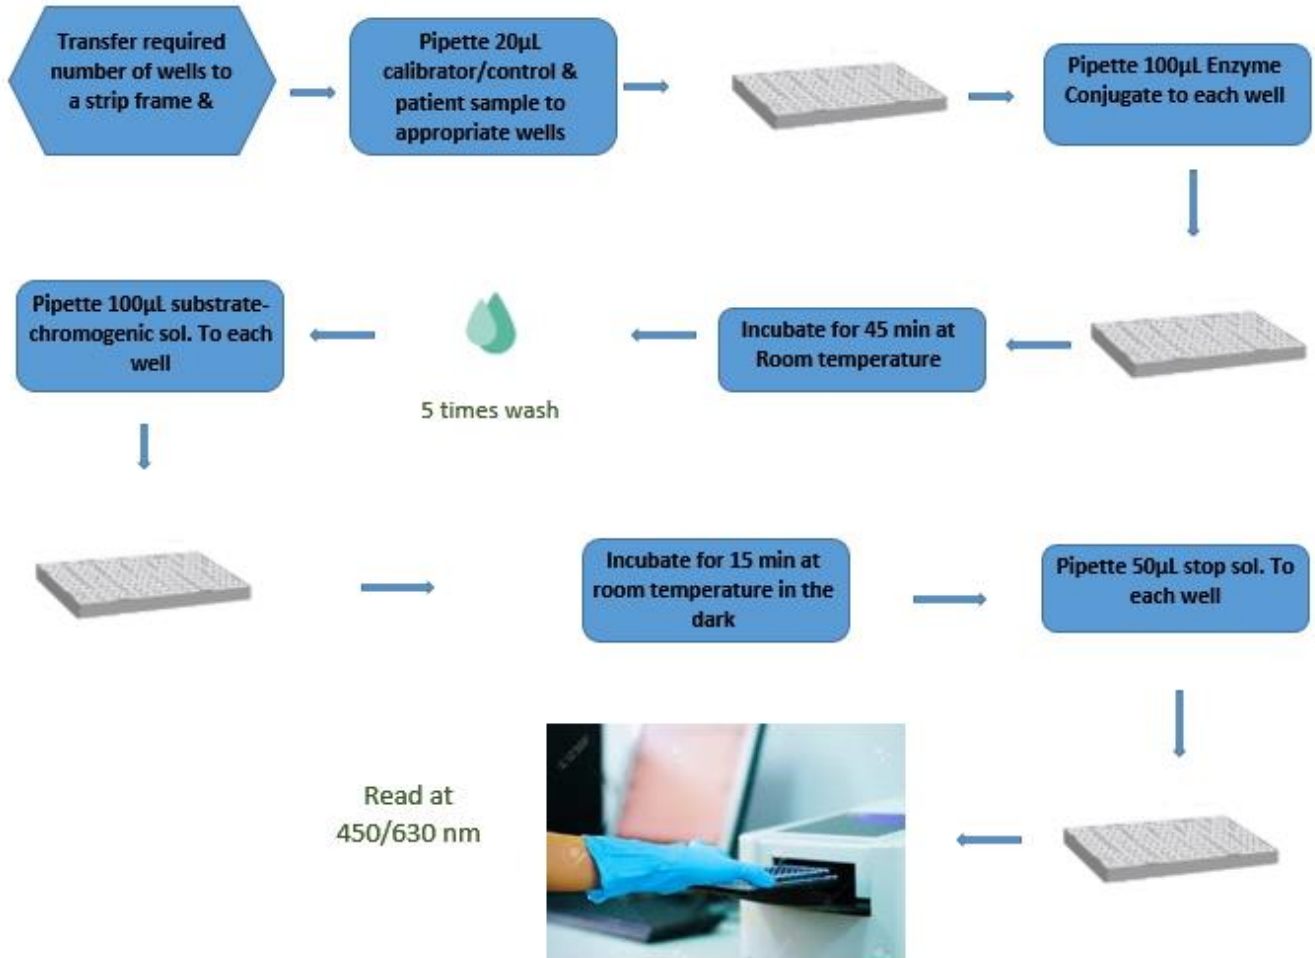 Transfer required
number of wells to
a strip frame &
Pipette 20µL
calibrator/control &
patient sample to
appropriate wells
Pipette 100µL Enzyme
Conjugate to each well
Incubate for 45 min at
Room temperature
5 times wash
Pipette 100µL substrate-
chromogenic sol. To each
well
Incubate for 15 min at
room temperature in the
dark
Pipette 50µL stop sol. To
each well
Read at
450/630 nm